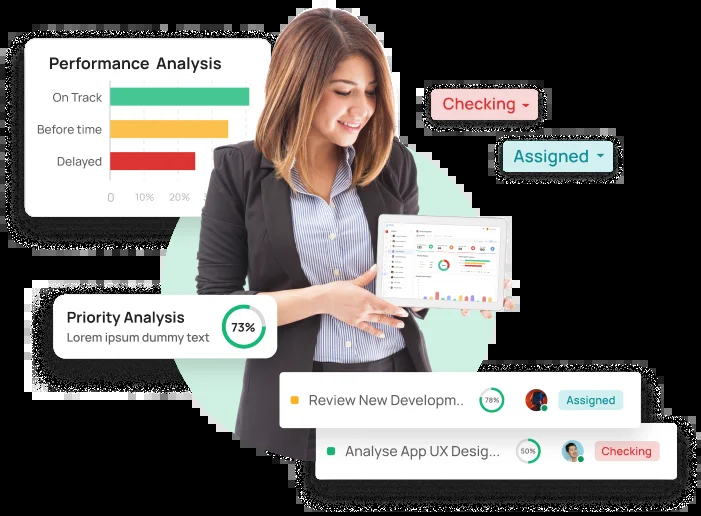 Performance Analysis
On Track
Before time
Delayed
0 10% 20%
Checking
Assigned
Priority Analysis
Lorem ipsum dummy text
73%
Review New Developm..
78%
Assigned
Analyse App UX Desig...
50%
Checking